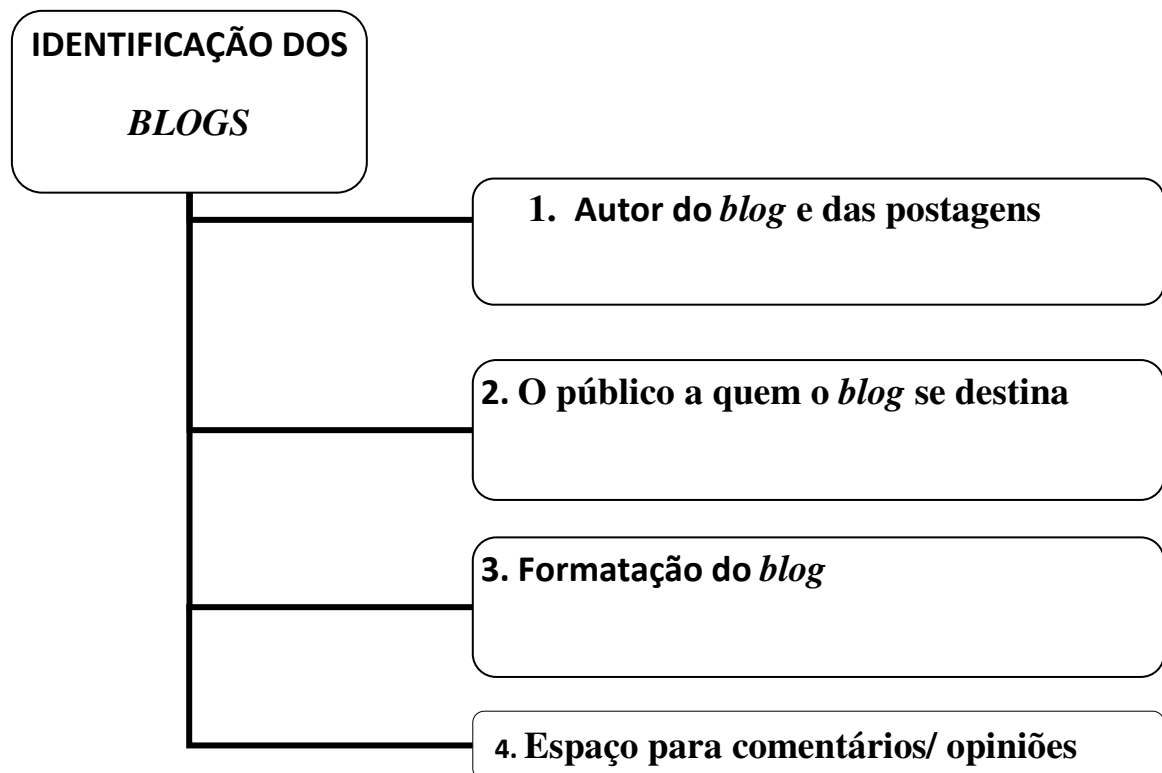 IDENTIFICAÇÃO DOS
BLOGS
1. Autor do blog e das postagens
2. O público a quem o blog se destina
3. Formatação do blog
4. Espaço para comentários/ opiniões